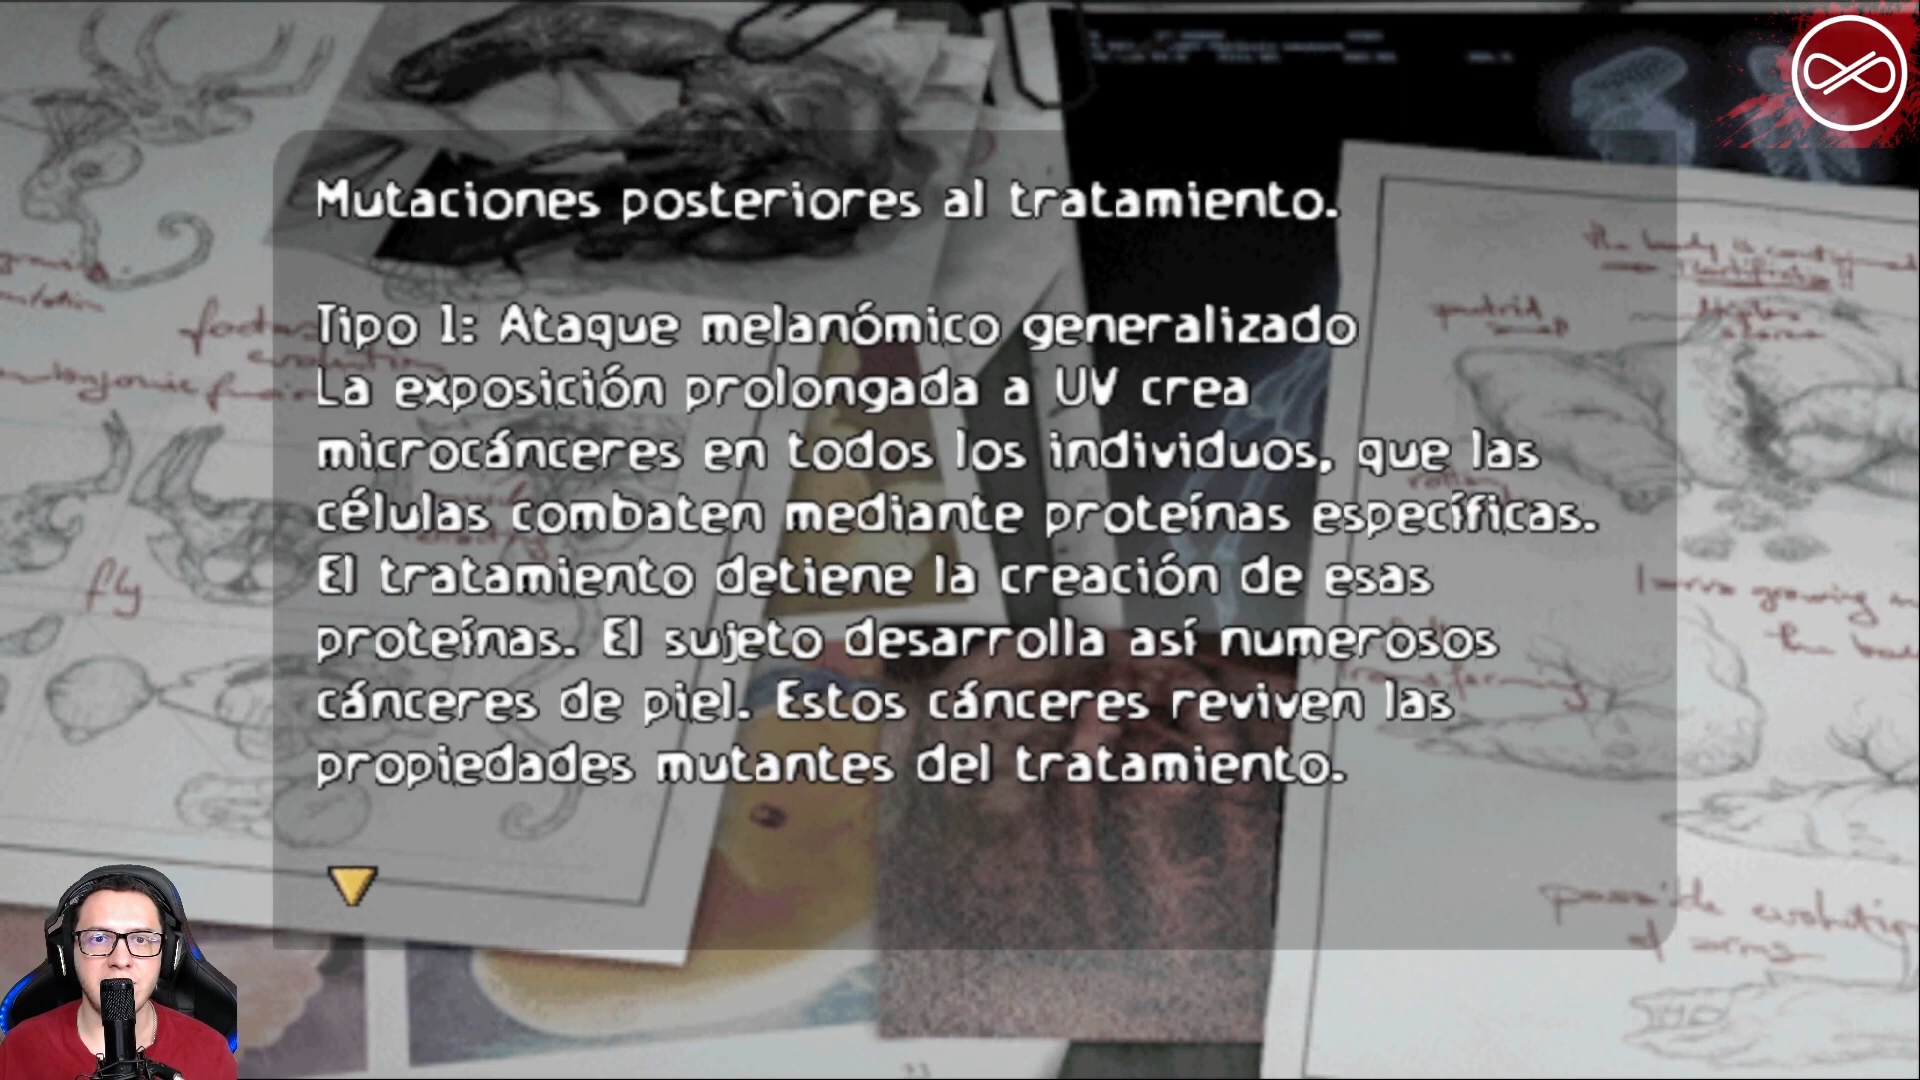 Mutaciones posteriores al tratamiento.
Tipo 1: Ataque melanómico generalizado
La exposición prolongada a UV crea
microcánceres en todos los individuos, que las
células combaten mediante proteínas específicas.
El tratamiento detiene la creación de esas
proteínas. El sujeto desarrolla así numerosos
cánceres de piel. Estos cánceres reviven las
propiedades mutantes del tratamiento.
fly